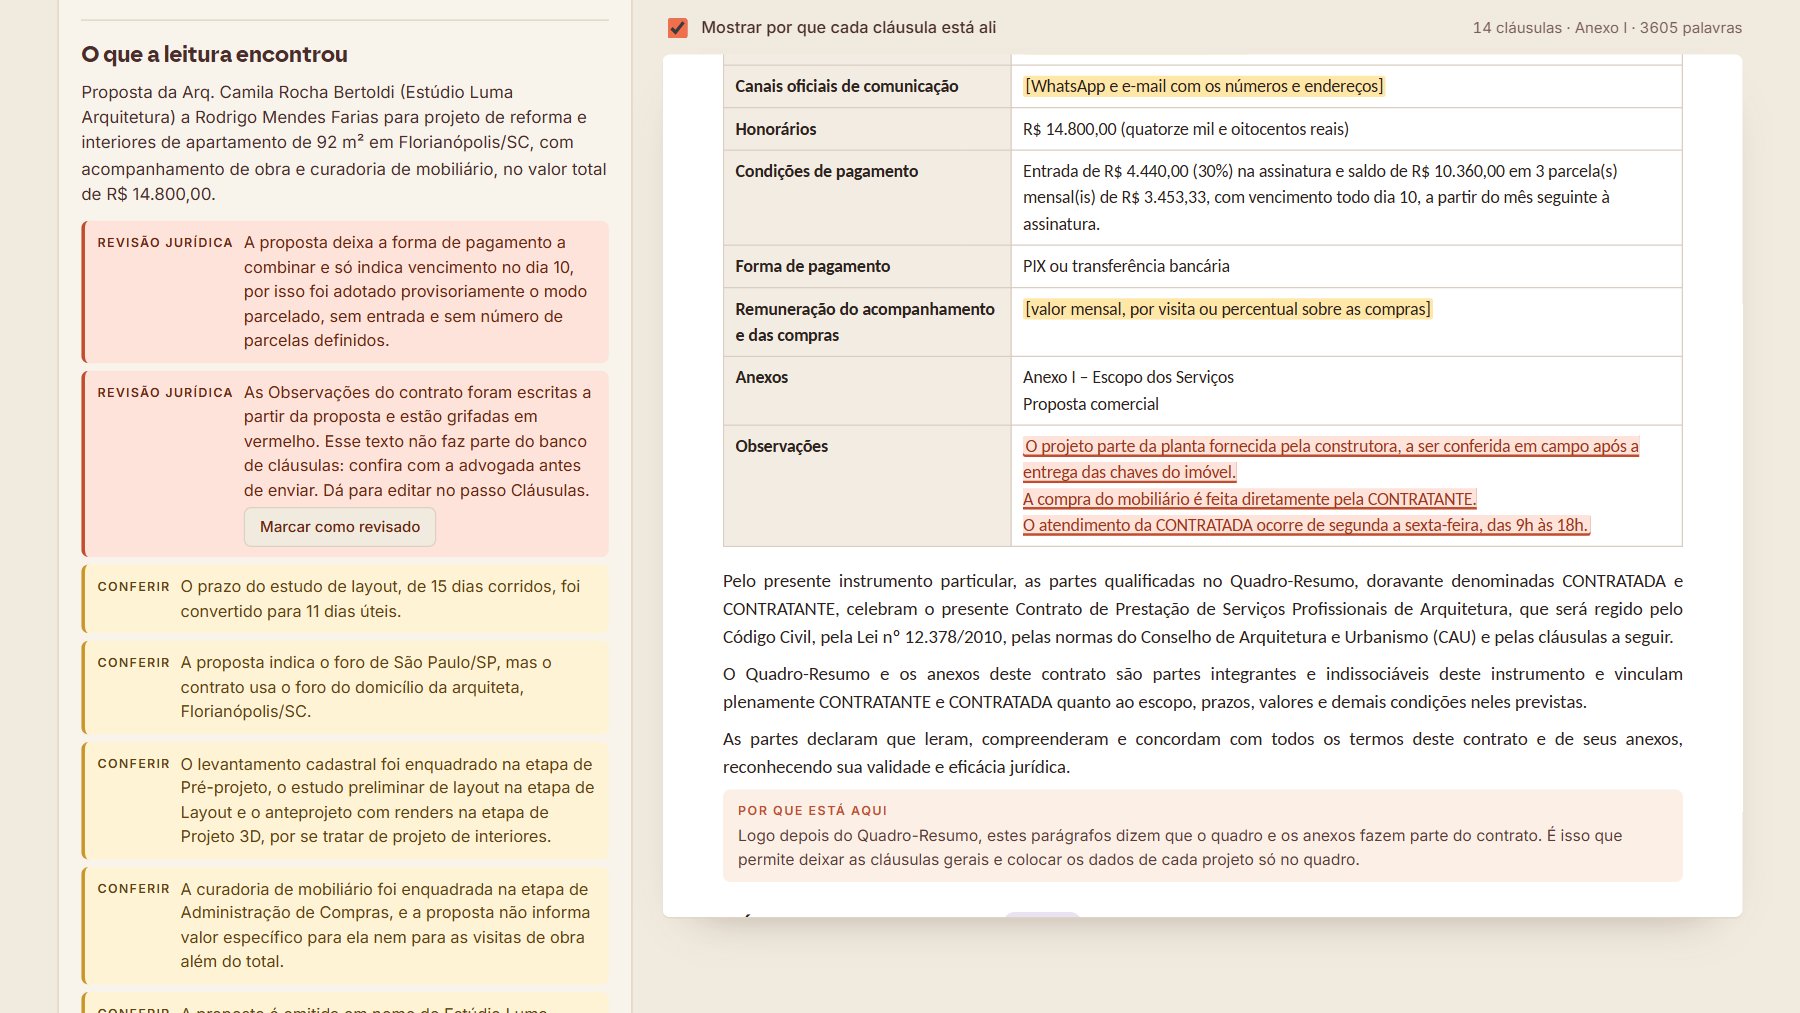 O que a leitura encontrou
Proposta da Arq. Camila Rocha Bertoldi (Estúdio Luma
Arquitetura) a Rodrigo Mendes Farias para projeto de reforma e
interiores de apartamento de 92 m² em Florianópolis/SC, com
acompanhamento de obra e curadoria de mobiliário, no valor total
de R$ 14.800,00.
REVISÃO JURÍDICA
A proposta deixa a forma de pagamento a
combinar e só indica vencimento no dia 10,
por isso foi adotado provisoriamente o modo
parcelado, sem entrada e sem número de
parcelas definidos.
REVISÃO JURÍDICA
As Observações do contrato foram escritas a
partir da proposta e estão grifadas em
vermelho. Esse texto não faz parte do banco
de cláusulas: confira com a advogada antes
de enviar. Dá para editar no passo Cláusulas.
Marcar como revisado
CONFERIR
O prazo do estudo de layout, de 15 dias corridos, foi
convertido para 11 dias úteis.
CONFERIR
A proposta indica o foro de São Paulo/SP, mas o
contrato usa o foro do domicílio da arquiteta,
Florianópolis/SC.
CONFERIR
O levantamento cadastral foi enquadrado na etapa de
Pré-projeto, o estudo preliminar de layout na etapa de
Layout e o anteprojeto com renders na etapa de
Projeto 3D, por se tratar de projeto de interiores.
CONFERIR
A curadoria de mobiliário foi enquadrada na etapa de
Administração de Compras, e a proposta não informa
valor específico para ela nem para as visitas de obra
além do total.
CONFERIR
A proposta é emitida em nome de Estúdio Luma
Mostrar por que cada cláusula está ali
14 cláusulas · Anexo I · 3605 palavras
Canais oficiais de comunicação
[WhatsApp e e-mail com os números e endereços]
Honorários
R$ 14.800,00 (quatorze mil e oitocentos reais)
Condições de pagamento
Entrada de R$ 4.440,00 (30%) na assinatura e saldo de R$ 10.360,00 em 3 parcela(s)
mensal(is) de R$ 3.453,33, com vencimento todo dia 10, a partir do mês seguinte à
assinatura.
Forma de pagamento
PIX ou transferência bancária
Remuneração do acompanhamento
e das compras
[valor mensal, por visita ou percentual sobre as compras]
Anexos
Anexo I – Escopo dos Serviços
Proposta comercial
Observações
O projeto parte da planta fornecida pela construtora, a ser conferida em campo após a
entrega das chaves do imóvel.
A compra do mobiliário é feita diretamente pela CONTRATANTE.
O atendimento da CONTRATADA ocorre de segunda a sexta-feira, das 9h às 18h.
Pelo presente instrumento particular, as partes qualificadas no Quadro-Resumo, doravante denominadas CONTRATADA e
CONTRATANTE, celebram o presente Contrato de Prestação de Serviços Profissionais de Arquitetura, que será regido pelo
Código Civil, pela Lei nº 12.378/2010, pelas normas do Conselho de Arquitetura e Urbanismo (CAU) e pelas cláusulas a seguir.
O Quadro-Resumo e os anexos deste contrato são partes integrantes e indissociáveis deste instrumento e vinculam
plenamente CONTRATANTE e CONTRATADA quanto ao escopo, prazos, valores e demais condições neles previstas.
As partes declaram que leram, compreenderam e concordam com todos os termos deste contrato e de seus anexos,
reconhecendo sua validade e eficácia jurídica.
POR QUE ESTÁ AQUI
Logo depois do Quadro-Resumo, estes parágrafos dizem que o quadro e os anexos fazem parte do contrato. É isso que
permite deixar as cláusulas gerais e colocar os dados de cada projeto só no quadro.